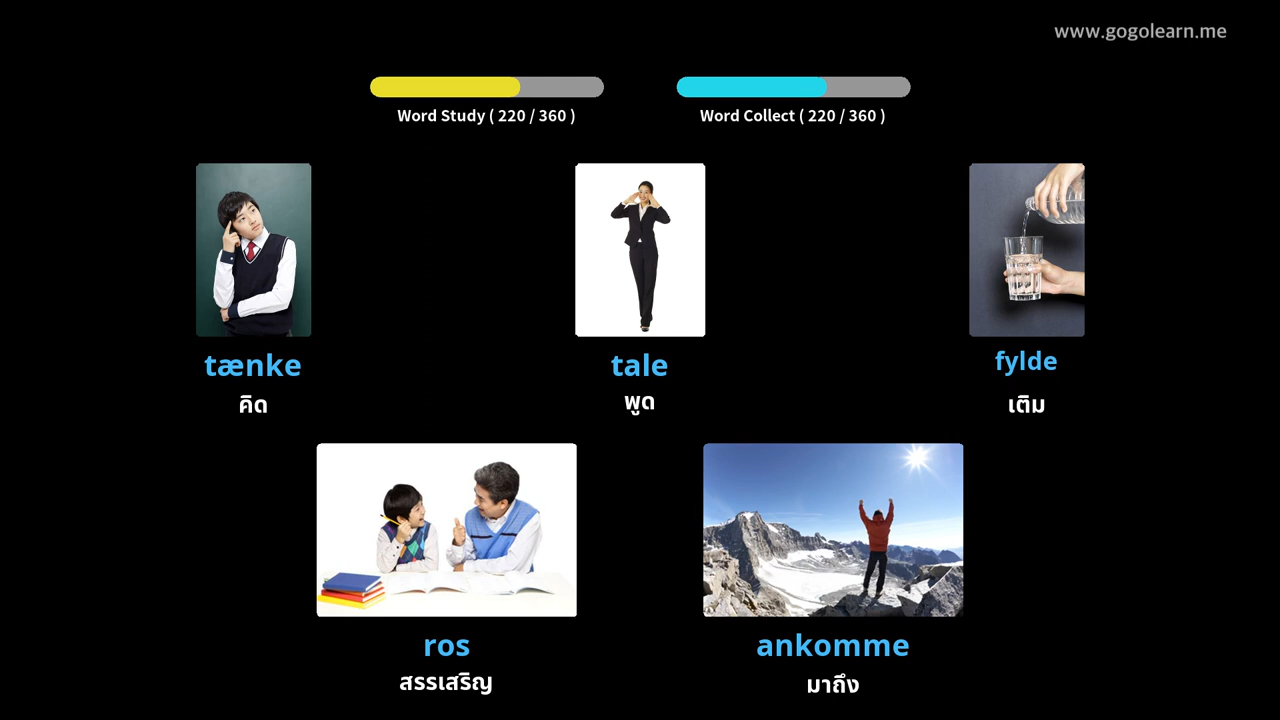 www.gogolearn.me
Word Study ( 220 / 360 )
Word Collect ( 220 / 360 )
tænke
คิด
tale
พูด
fylde
เติม
ros
สรรเสริญ
ankomme
มาถึง